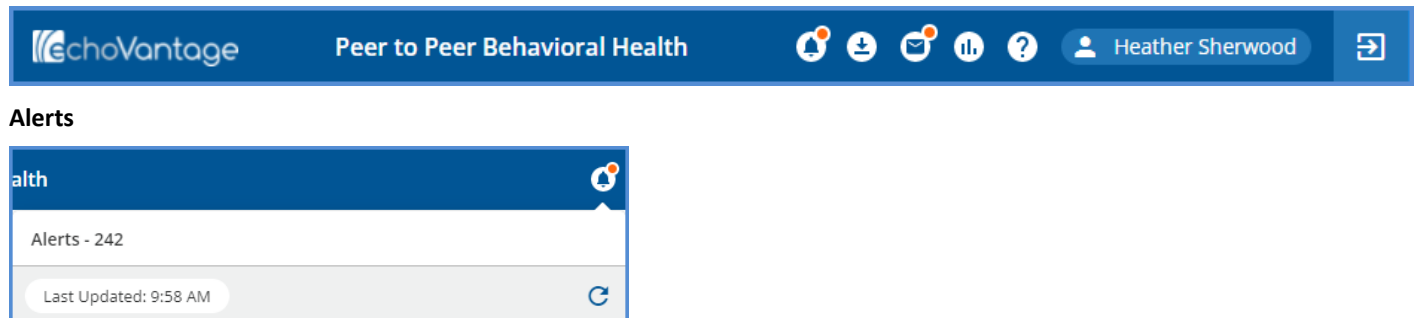 EchoVantage Peer to Peer Behavioral Health ? Heather Sherwood
Alerts
alth
Alerts - 242
Last Updated: 9:58 AM